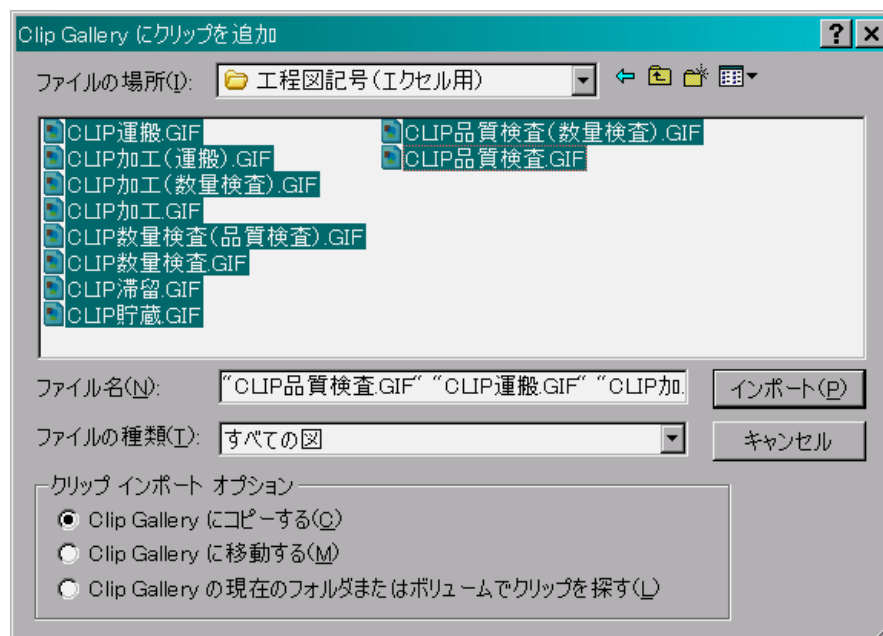 Clip Gallery にクリップを追加
ファイルの場所(I): 工程図記号(エクセル用)
CLIP運搬.GIF
CLIP加工(運搬).GIF
CLIP加工(数量検査).GIF
CLIP加工.GIF
CLIP数量検査(品質検査).GIF
CLIP数量検査.GIF
CLIP滞留.GIF
CLIP貯蔵.GIF
CLIP品質検査(数量検査).GIF
CLIP品質検査.GIF
ファイル名(N): "CLIP品質検査.GIF" "CLIP運搬.GIF" "CLIP加. インポート(P)
ファイルの種類(T): すべての図 キャンセル
クリップ インポート オプション
Clip Gallery にコピーする(C)
Clip Gallery に移動する(M)
Clip Gallery の現在のフォルダまたはボリュームでクリップを探す(L)